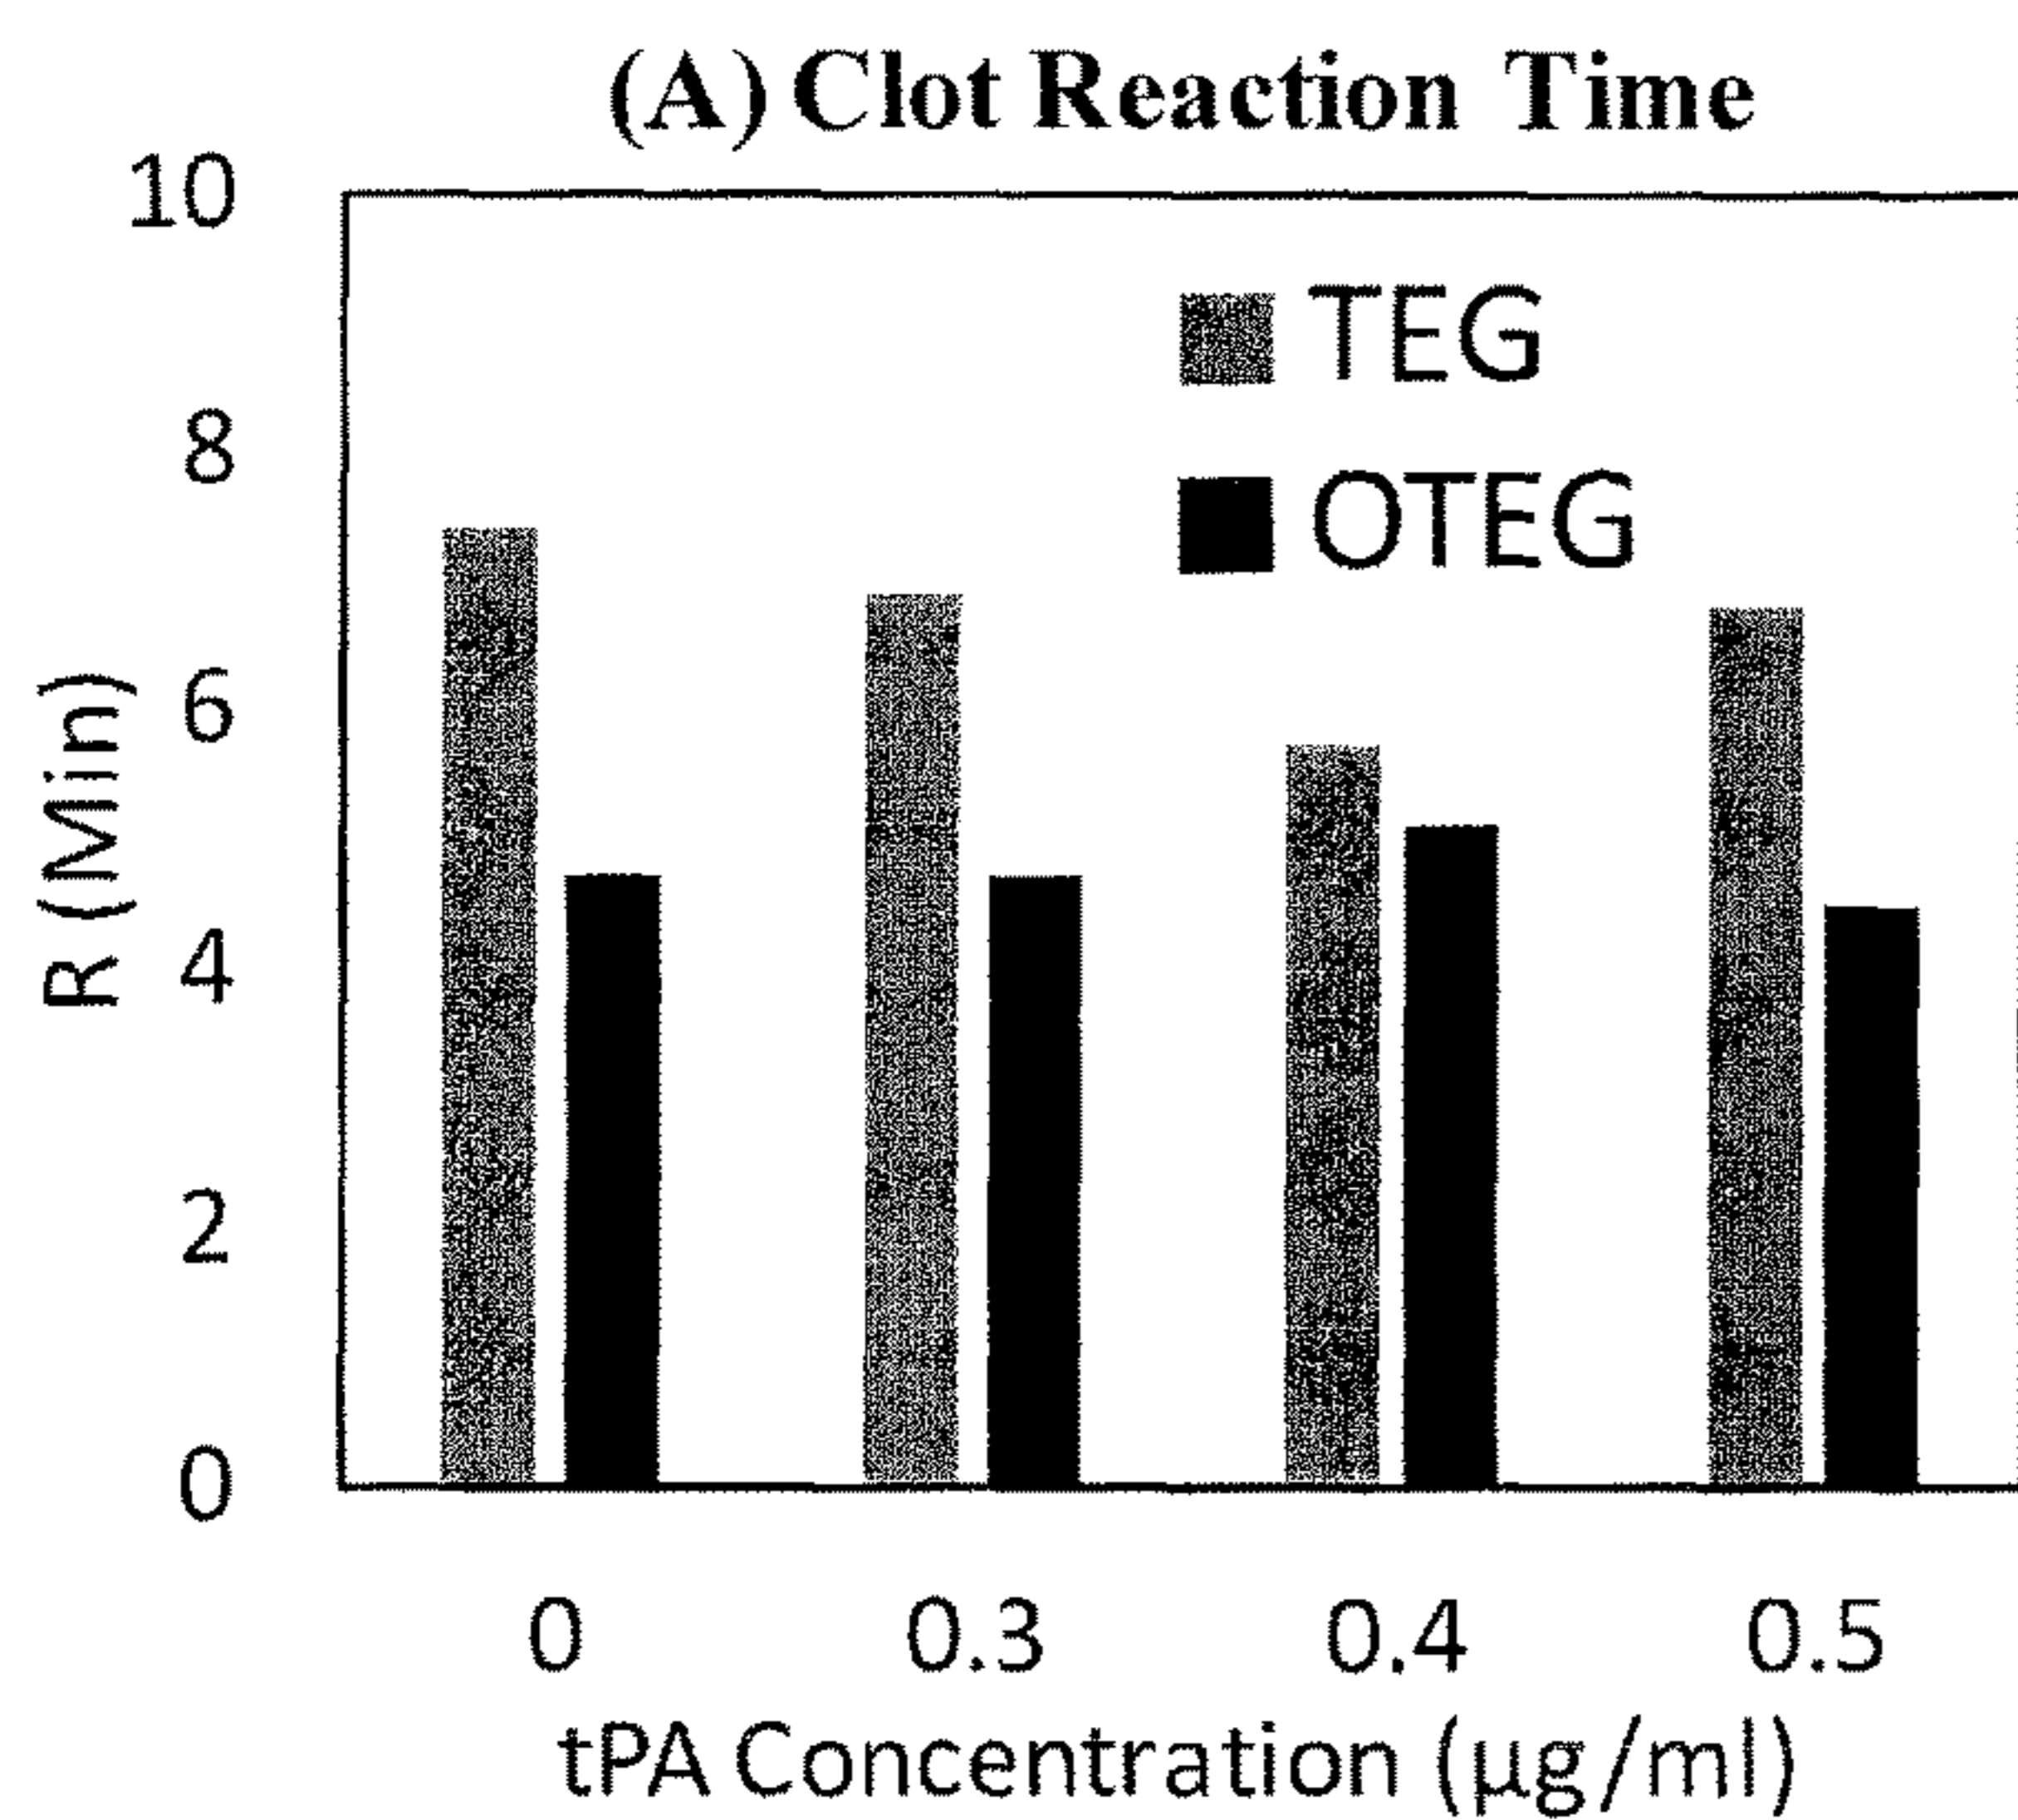 (A) Clot Reaction Time
10
8
6
4
2
0
R (Min)
TEG
OTEG
0 0.3 0.4 0.5
tPA Concentration (µg/ml)